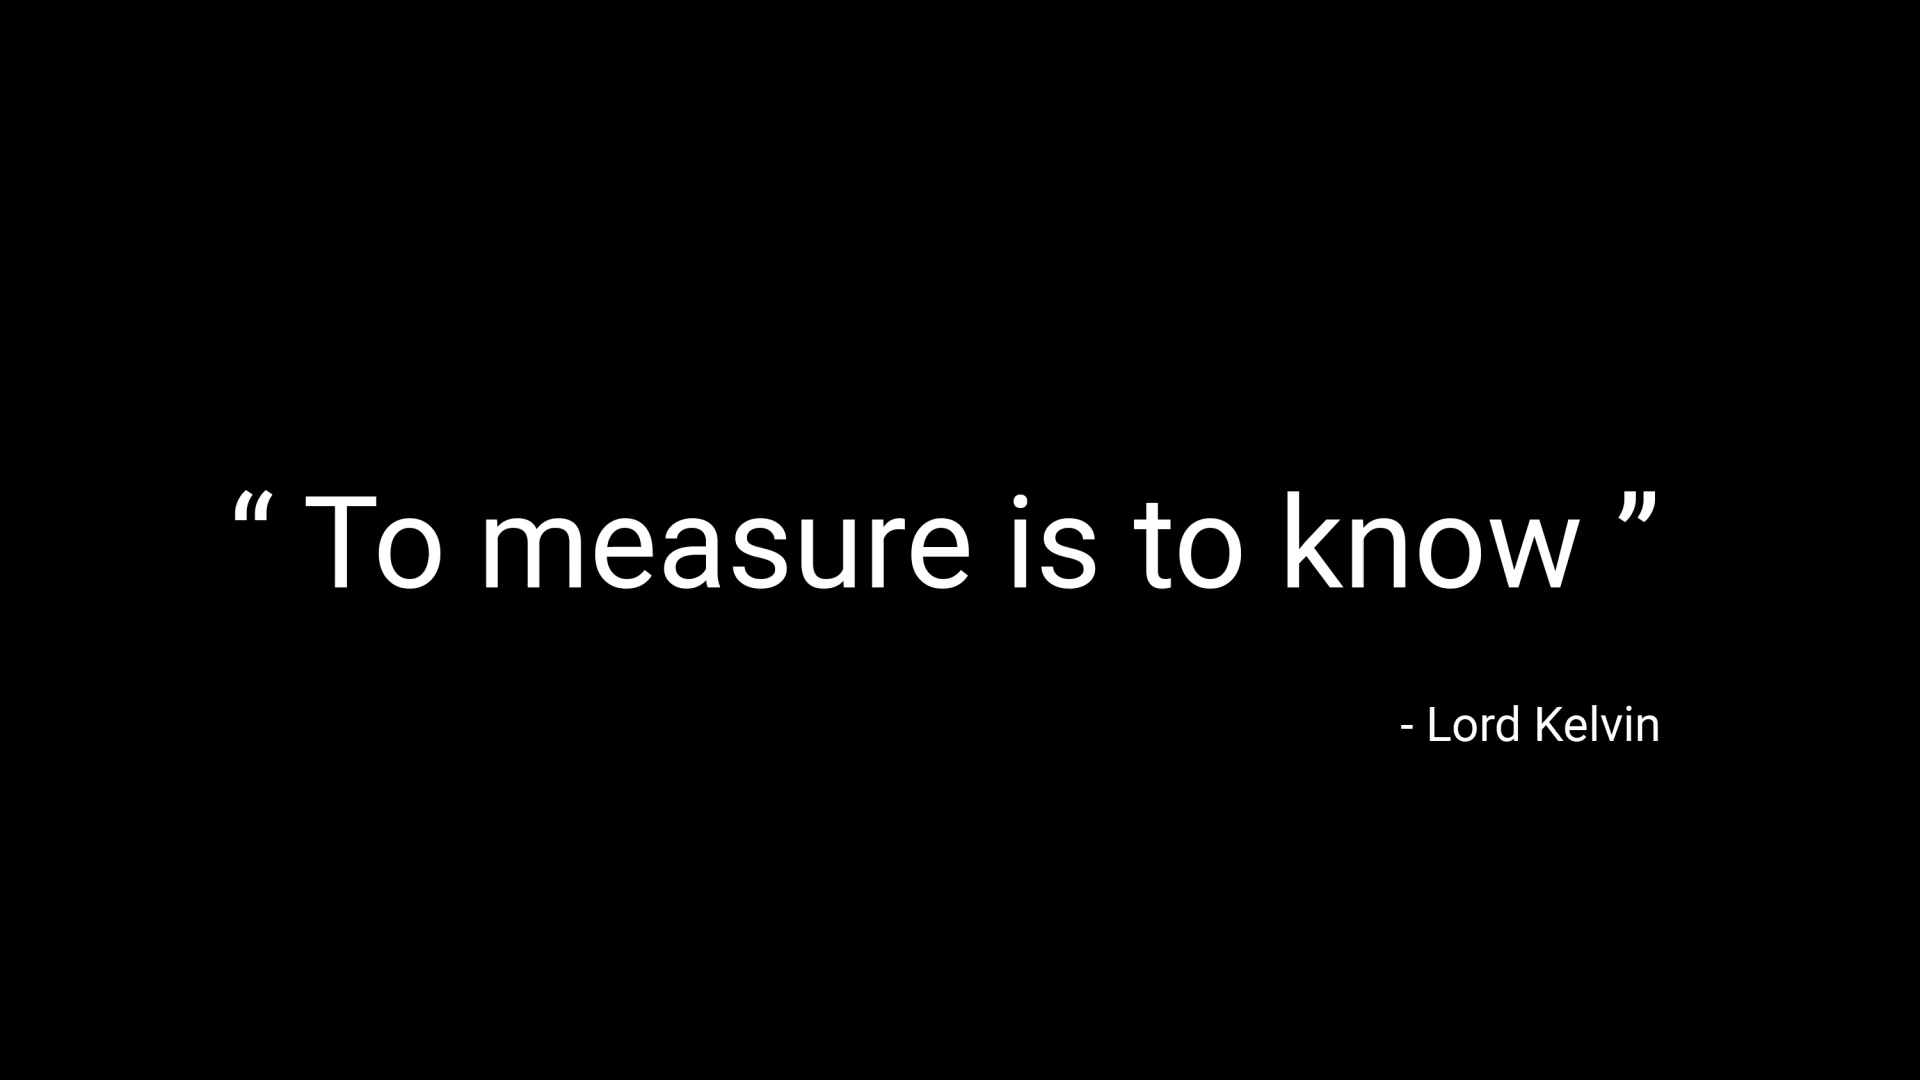 “ To measure is to know ”
- Lord Kelvin